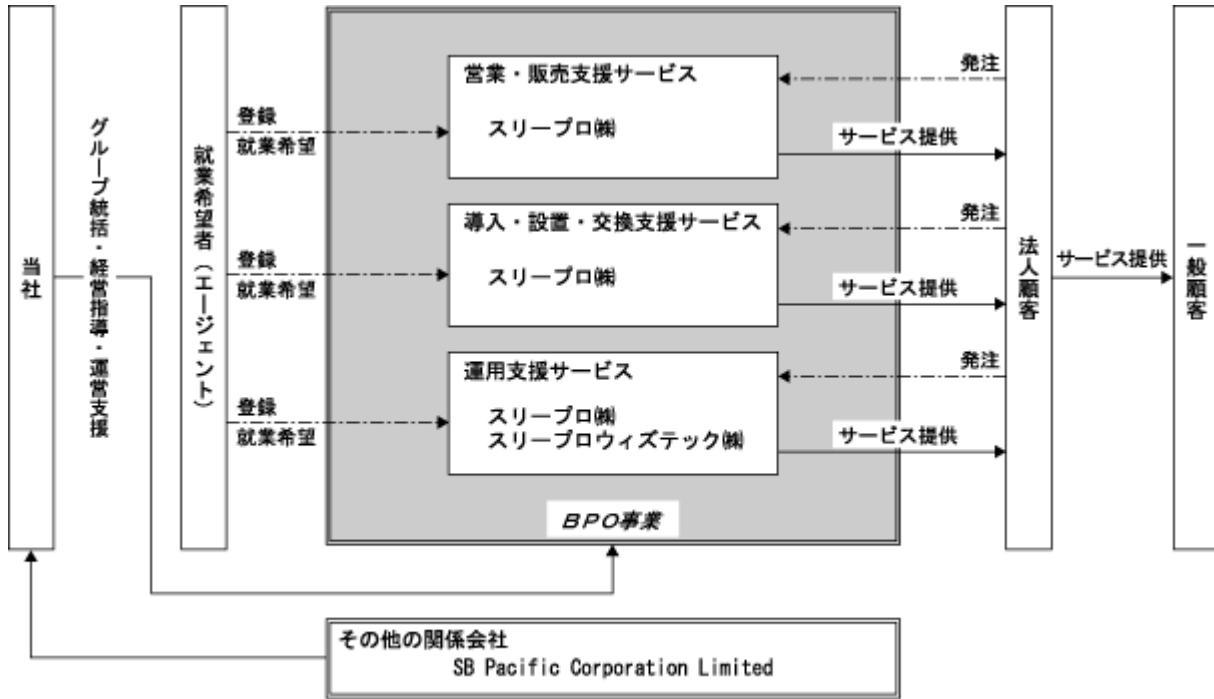 当社
グループ統括・経営指導・運営支援
就業希望者（エージェント）
登録
就業希望
営業・販売支援サービス
スリープロ㈱
発注
サービス提供
登録
就業希望
導入・設置・交換支援サービス
スリープロ㈱
発注
サービス提供
登録
就業希望
運用支援サービス
スリープロ㈱
スリープロウィズテック㈱
発注
サービス提供
BPO事業
法人顧客
サービス提供
一般顧客
その他の関係会社
SB Pacific Corporation Limited